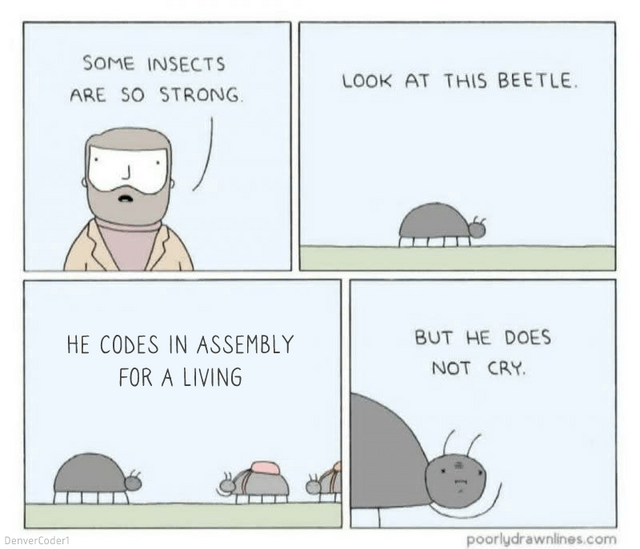 SOME INSECTS
ARE SO STRONG.
LOOK AT THIS BEETLE.
HE CODES IN ASSEMBLY
FOR A LIVING
BUT HE DOES
NOT CRY.
DenverCoder1
poorlydrawnlines.com